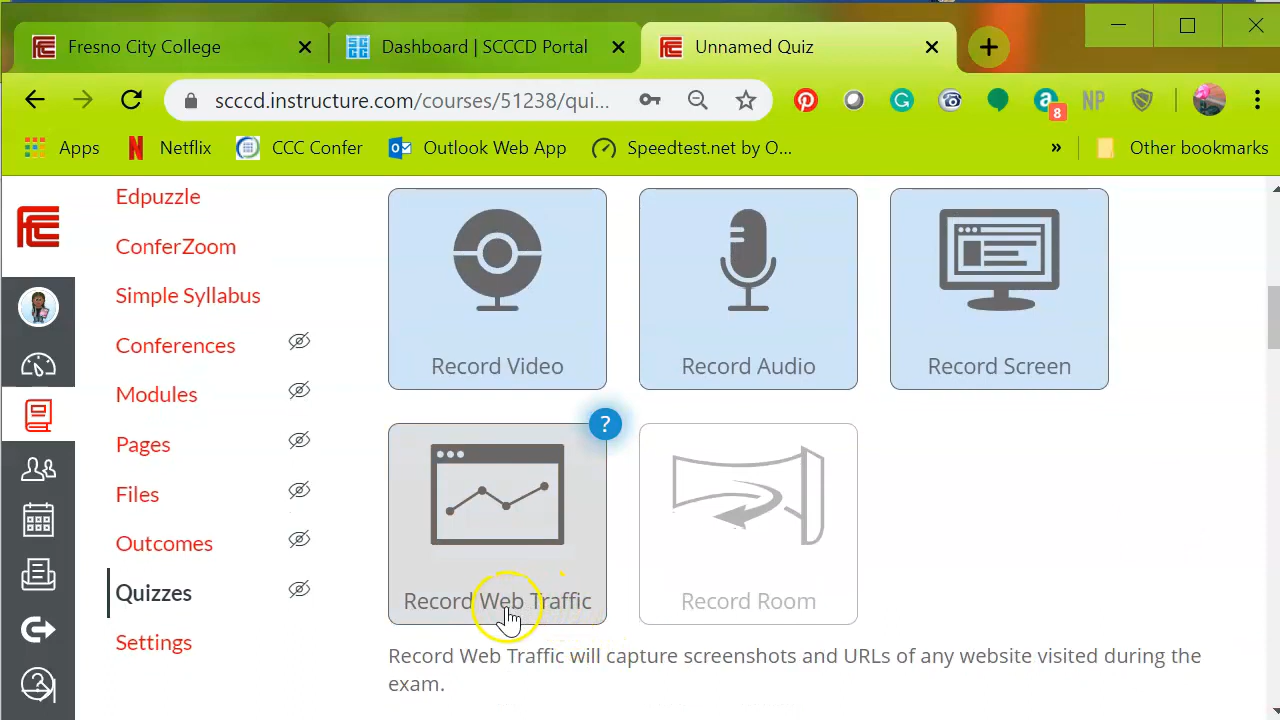 Fresno City College
Dashboard | SCCCD Portal
Unnamed Quiz
scccd.instructure.com/courses/51238/qui...
8
NP
Apps
Netflix
CCC Confer
Outlook Web App
Speedtest.net by O...
»
Other bookmarks
FCC
Edpuzzle
ConferZoom
Simple Syllabus
Conferences
Modules
Pages
Files
Outcomes
Quizzes
Settings
Record Video
Record Audio
Record Screen
?
Record Web Traffic
Record Room
Record Web Traffic will capture screenshots and URLs of any website visited during the
exam.